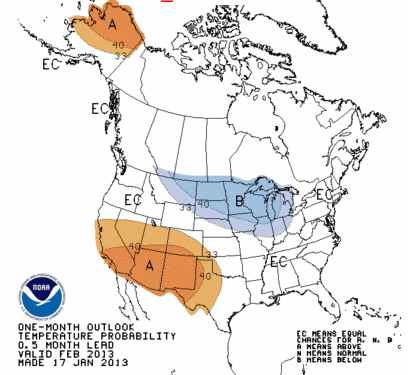 A
40
33
EC
EC
EC
33 40
B
EC
40
A
33
40
EC
NOAA
ONE-MONTH OUTLOOK
TEMPERATURE PROBABILITY
0.5 MONTH LEAD
VALID FEB 2013
MADE 17 JAN 2013
EC MEANS EQUAL
CHANCES FOR A, N, B
A MEANS ABOVE
N MEANS NORMAL
B MEANS BELOW